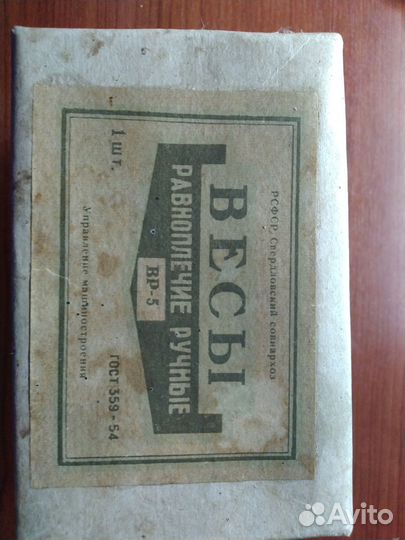 РСФСР, Свердловский совнархоз
ВЕСЫ
РАВНОПЛЕЧИЕ РУЧНЫЕ
ВР-5
Управление машиностроения
1 шт.
ГОСТ 359-54
Avito